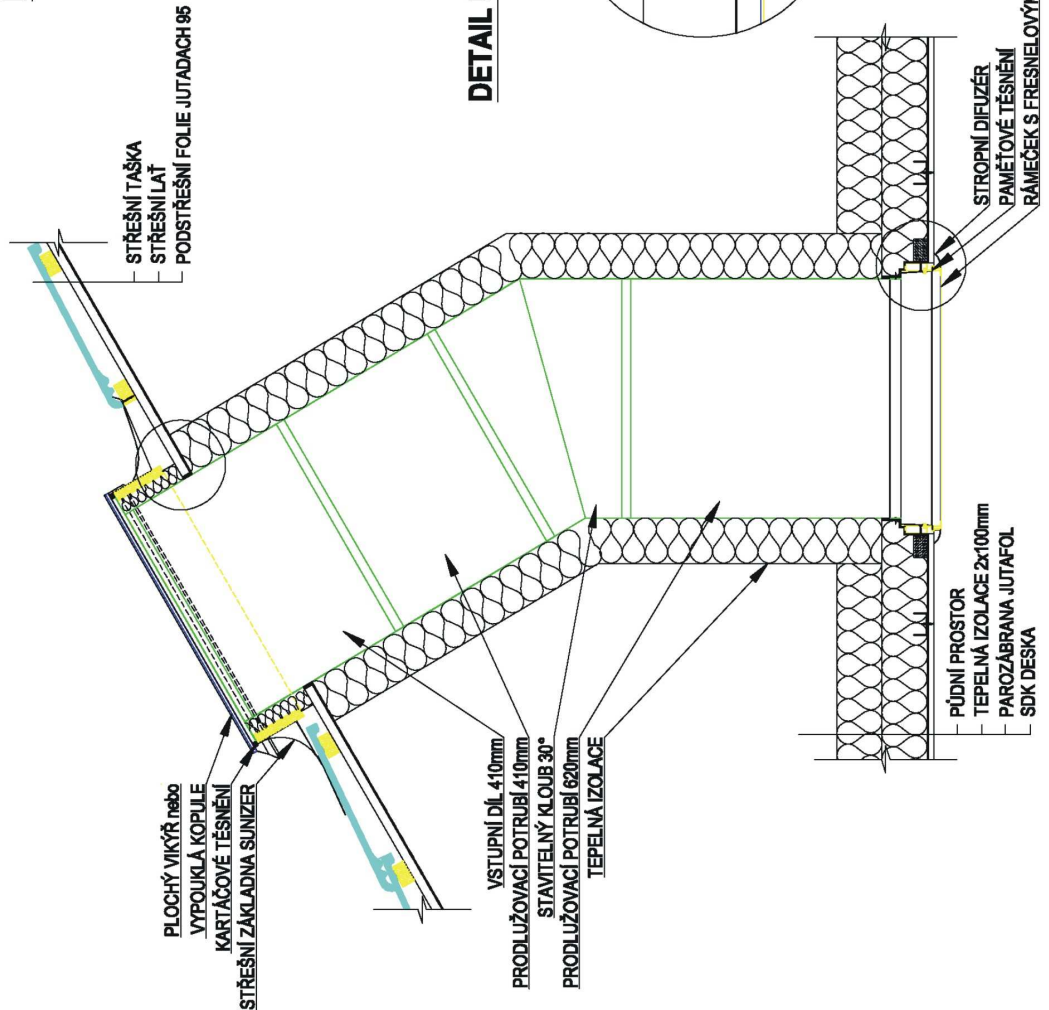 STŘEŠNÍ TAŠKA
STŘEŠNÍ LAŤ
PODSTŘEŠNÍ FOLIE JUTADACH 95
DETAIL
PLOCHÝ VIKÝŘ nebo
VYPOUKLÁ KOPULE
KARTÁČOVÉ TĚSNĚNÍ
STŘEŠNÍ ZÁKLADNA SUNIZER
VSTUPNÍ DÍL 410mm
PRODLUŽOVACÍ POTRUBÍ 410mm
STAVITELNÝ KLOUB 30°
PRODLUŽOVACÍ POTRUBÍ 620mm
TEPELNÁ IZOLACE
STROPNÍ DIFUZÉR
PAMĚŤOVÉ TĚSNĚNÍ
RÁMEČEK S FRESNELOVÝM
PŮDNÍ PROSTOR
TEPELNÁ IZOLACE 2x100mm
PAROZÁBRANA JUTAFOL
SDK DESKA